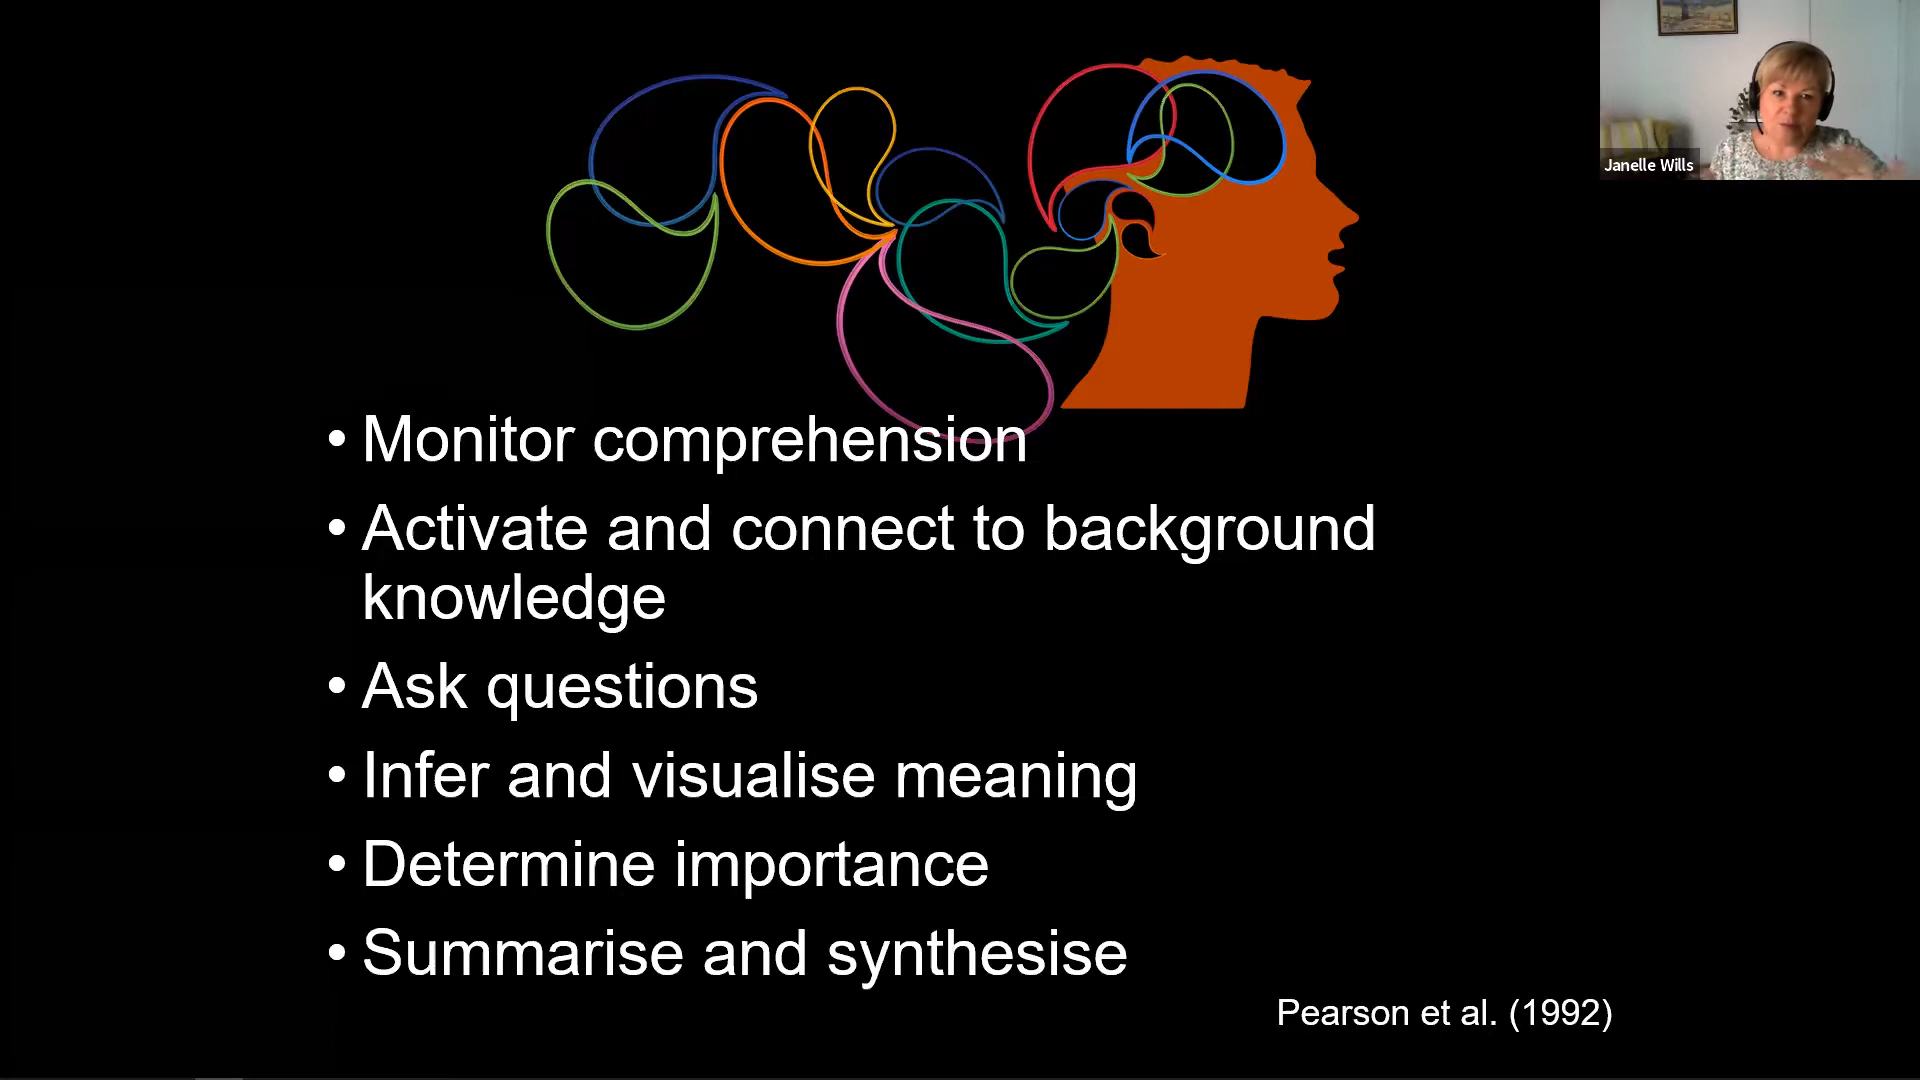 Janelle Wills
• Monitor comprehension
• Activate and connect to background
knowledge
• Ask questions
• Infer and visualise meaning
• Determine importance
• Summarise and synthesise
Pearson et al. (1992)